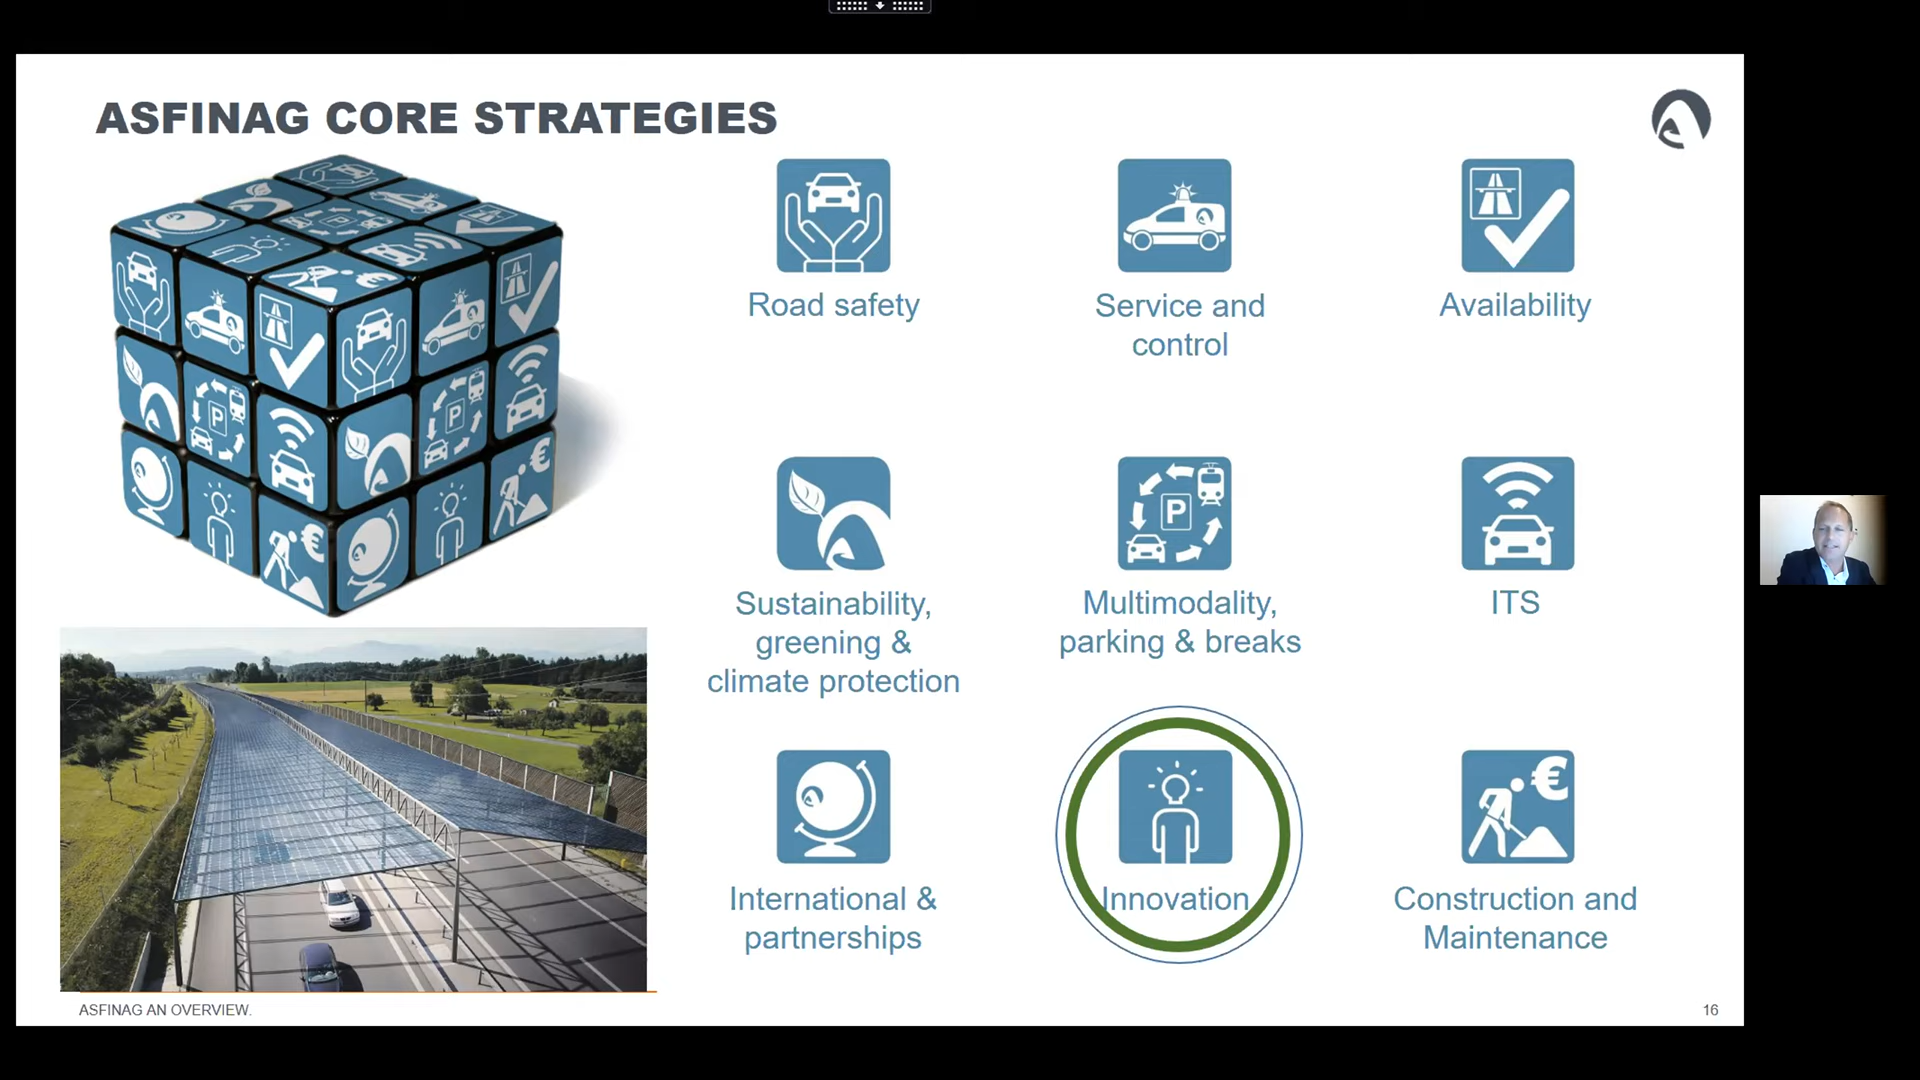 ASFINAG CORE STRATEGIES
Road safety
Service and
control
Availability
P
Sustainability,
greening &
climate protection
Multimodality,
parking & breaks
ITS
€
International &
partnerships
Innovation
Construction and
Maintenance
ASFINAG AN OVERVIEW.
16